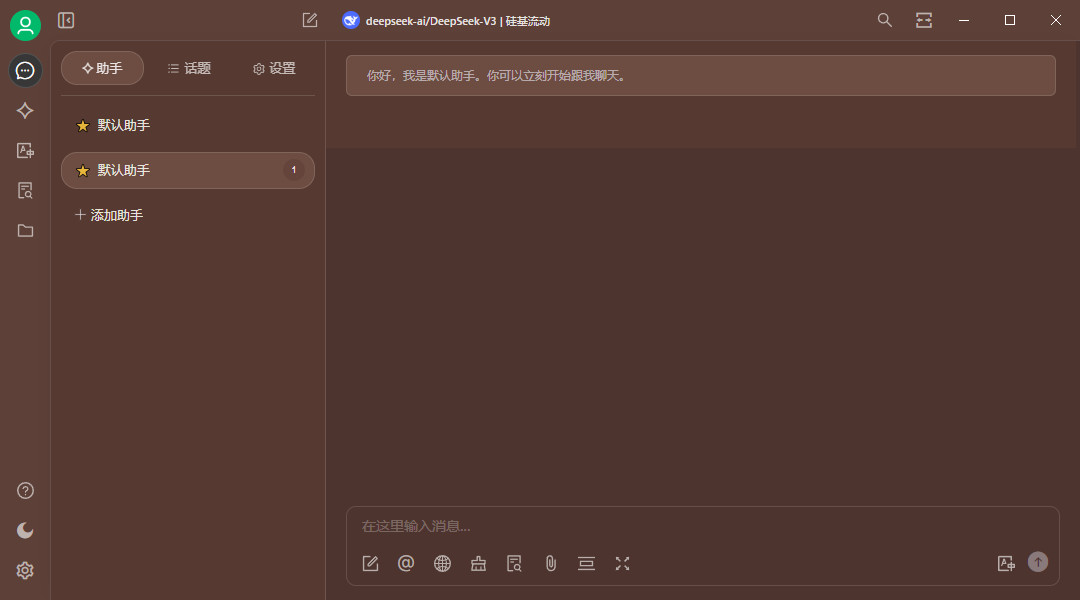 deepseek-ai/DeepSeek-V3 | 硅基流动
助手
话题
设置
你好，我是默认助手。你可以立刻开始跟我聊天。
默认助手
默认助手
1
添加助手
在这里输入消息...